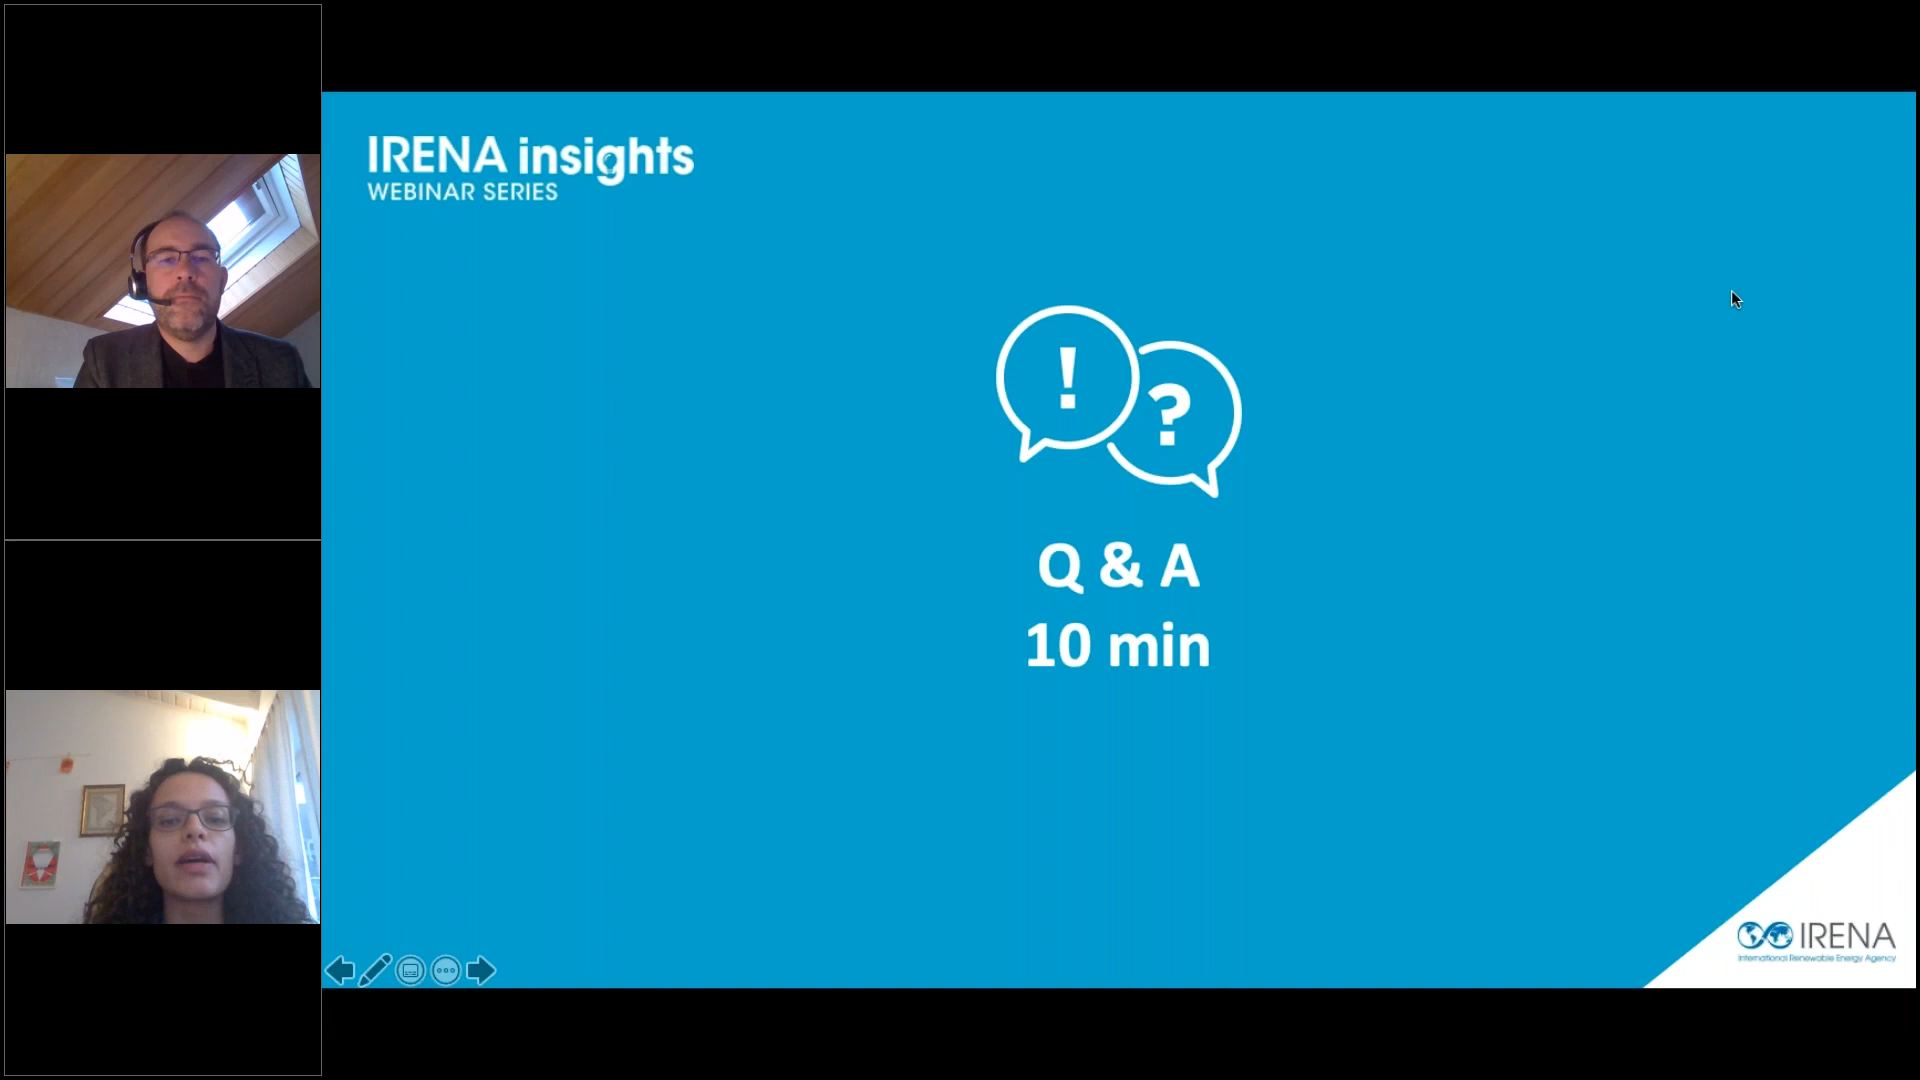 IRENA insights
WEBINAR SERIES
!
?
Q & A
10 min
IRENA
International Renewable Energy Agency